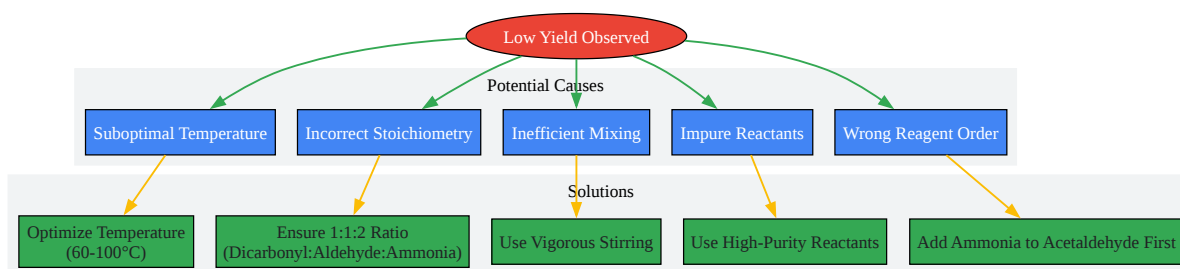 Low Yield Observed
Potential Causes
Suboptimal Temperature
Incorrect Stoichiometry
Inefficient Mixing
Impure Reactants
Wrong Reagent Order
Solutions
Optimize Temperature
(60-100°C)
Ensure 1:1:2 Ratio
(Dicarbonyl:Aldehyde:Ammonia)
Use Vigorous Stirring
Use High-Purity Reactants
Add Ammonia to Acetaldehyde First